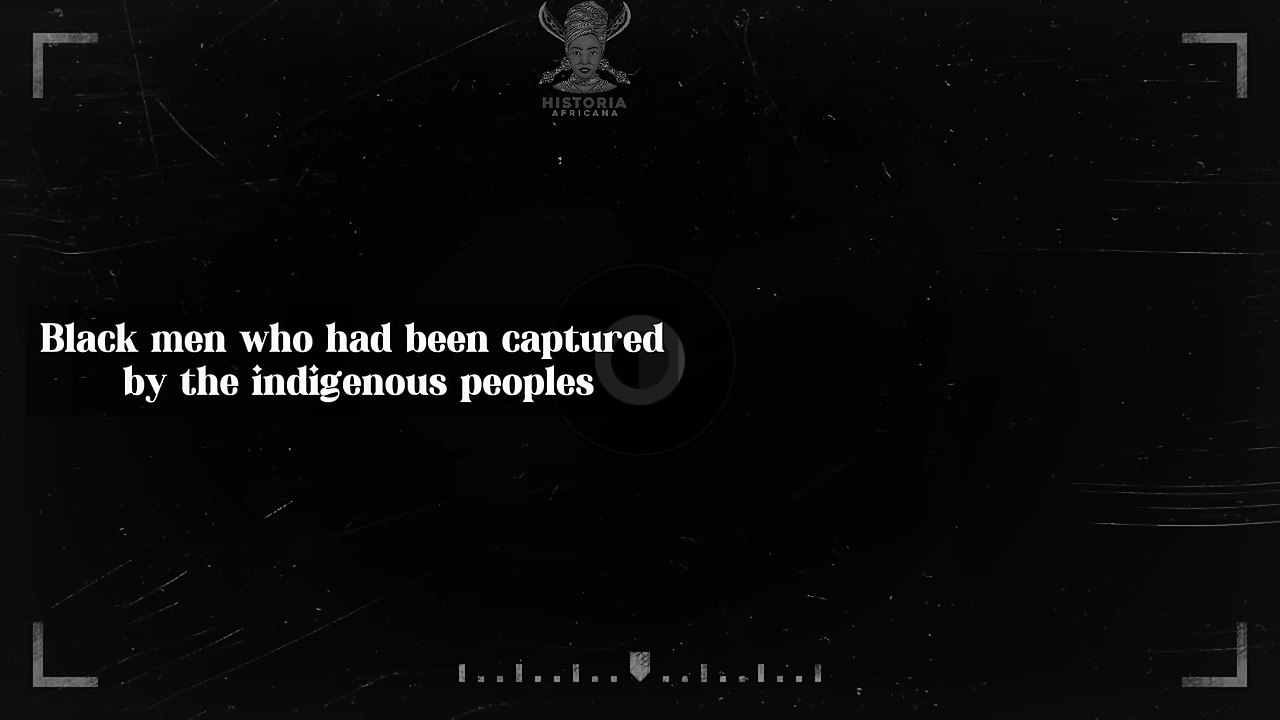 HISTORIA
AFRICANA
Black men who had been captured
by the indigenous peoples